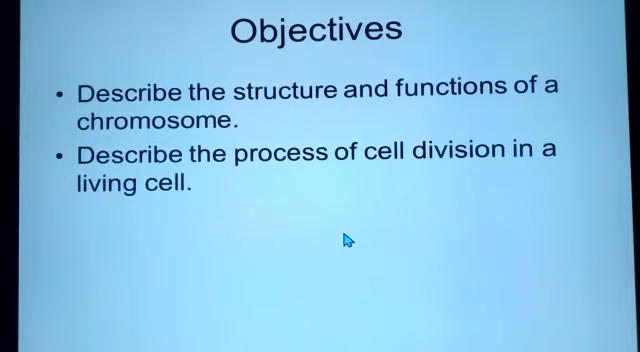 Objectives
• Describe the structure and functions of a
chromosome.
• Describe the process of cell division in a
living cell.